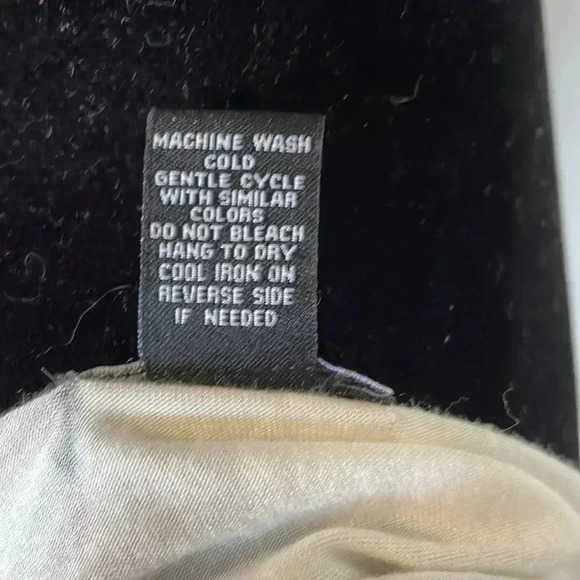 MACHINE WASH
COLD
GENTLE CYCLE
WITH SIMILAR
COLORS
DO NOT BLEACH
HANG TO DRY
COOL IRON ON
REVERSE SIDE
IF NEEDED